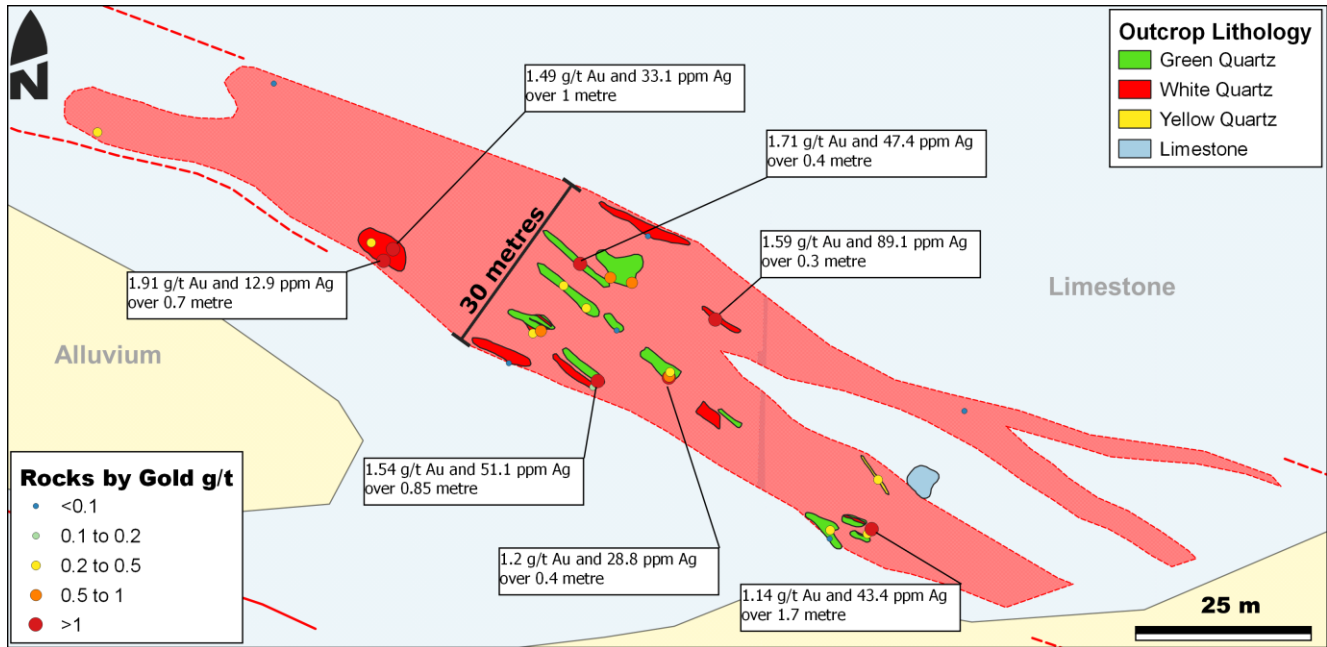 N
Outcrop Lithology
Green Quartz
White Quartz
Yellow Quartz
Limestone
1.49 g/t Au and 33.1 ppm Ag
over 1 metre
1.71 g/t Au and 47.4 ppm Ag
over 0.4 metre
1.59 g/t Au and 89.1 ppm Ag
over 0.3 metre
1.91 g/t Au and 12.9 ppm Ag
over 0.7 metre
30 metres
Limestone
Alluvium
1.54 g/t Au and 51.1 ppm Ag
over 0.85 metre
1.2 g/t Au and 28.8 ppm Ag
over 0.4 metre
1.14 g/t Au and 43.4 ppm Ag
over 1.7 metre
Rocks by Gold g/t
<0.1
0.1 to 0.2
0.2 to 0.5
0.5 to 1
>1
25 m